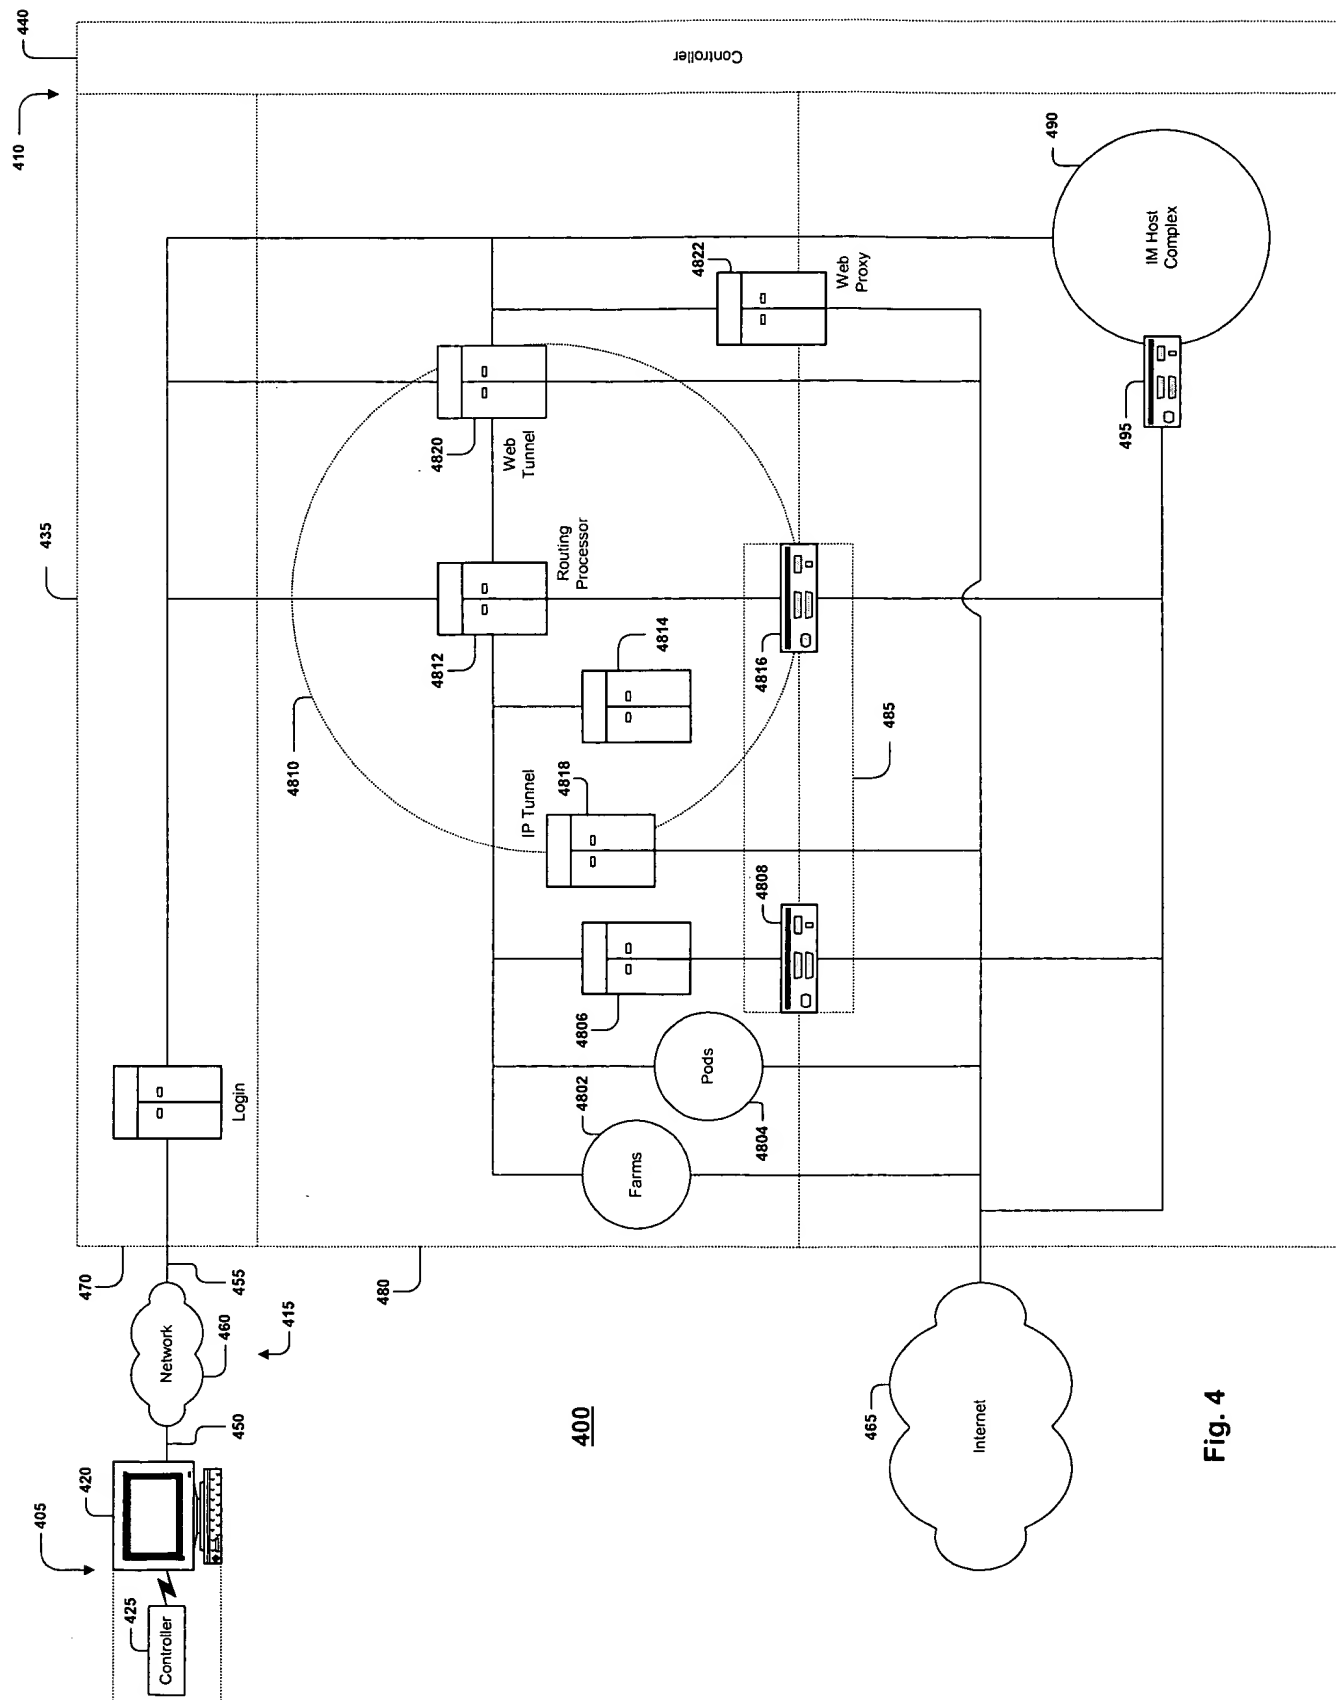 405
420
425
Controller
450
Network
460
415
455
470
Login
435
410
440
Controller
480
4810
4812
Routing
Processor
4820
Web
Tunnel
4822
Web
Proxy
4814
4816
IP Tunnel
4818
4806
4808
485
Farms
4802
Pods
4804
490
IM Host
Complex
495
400
465
Internet
Fig. 4